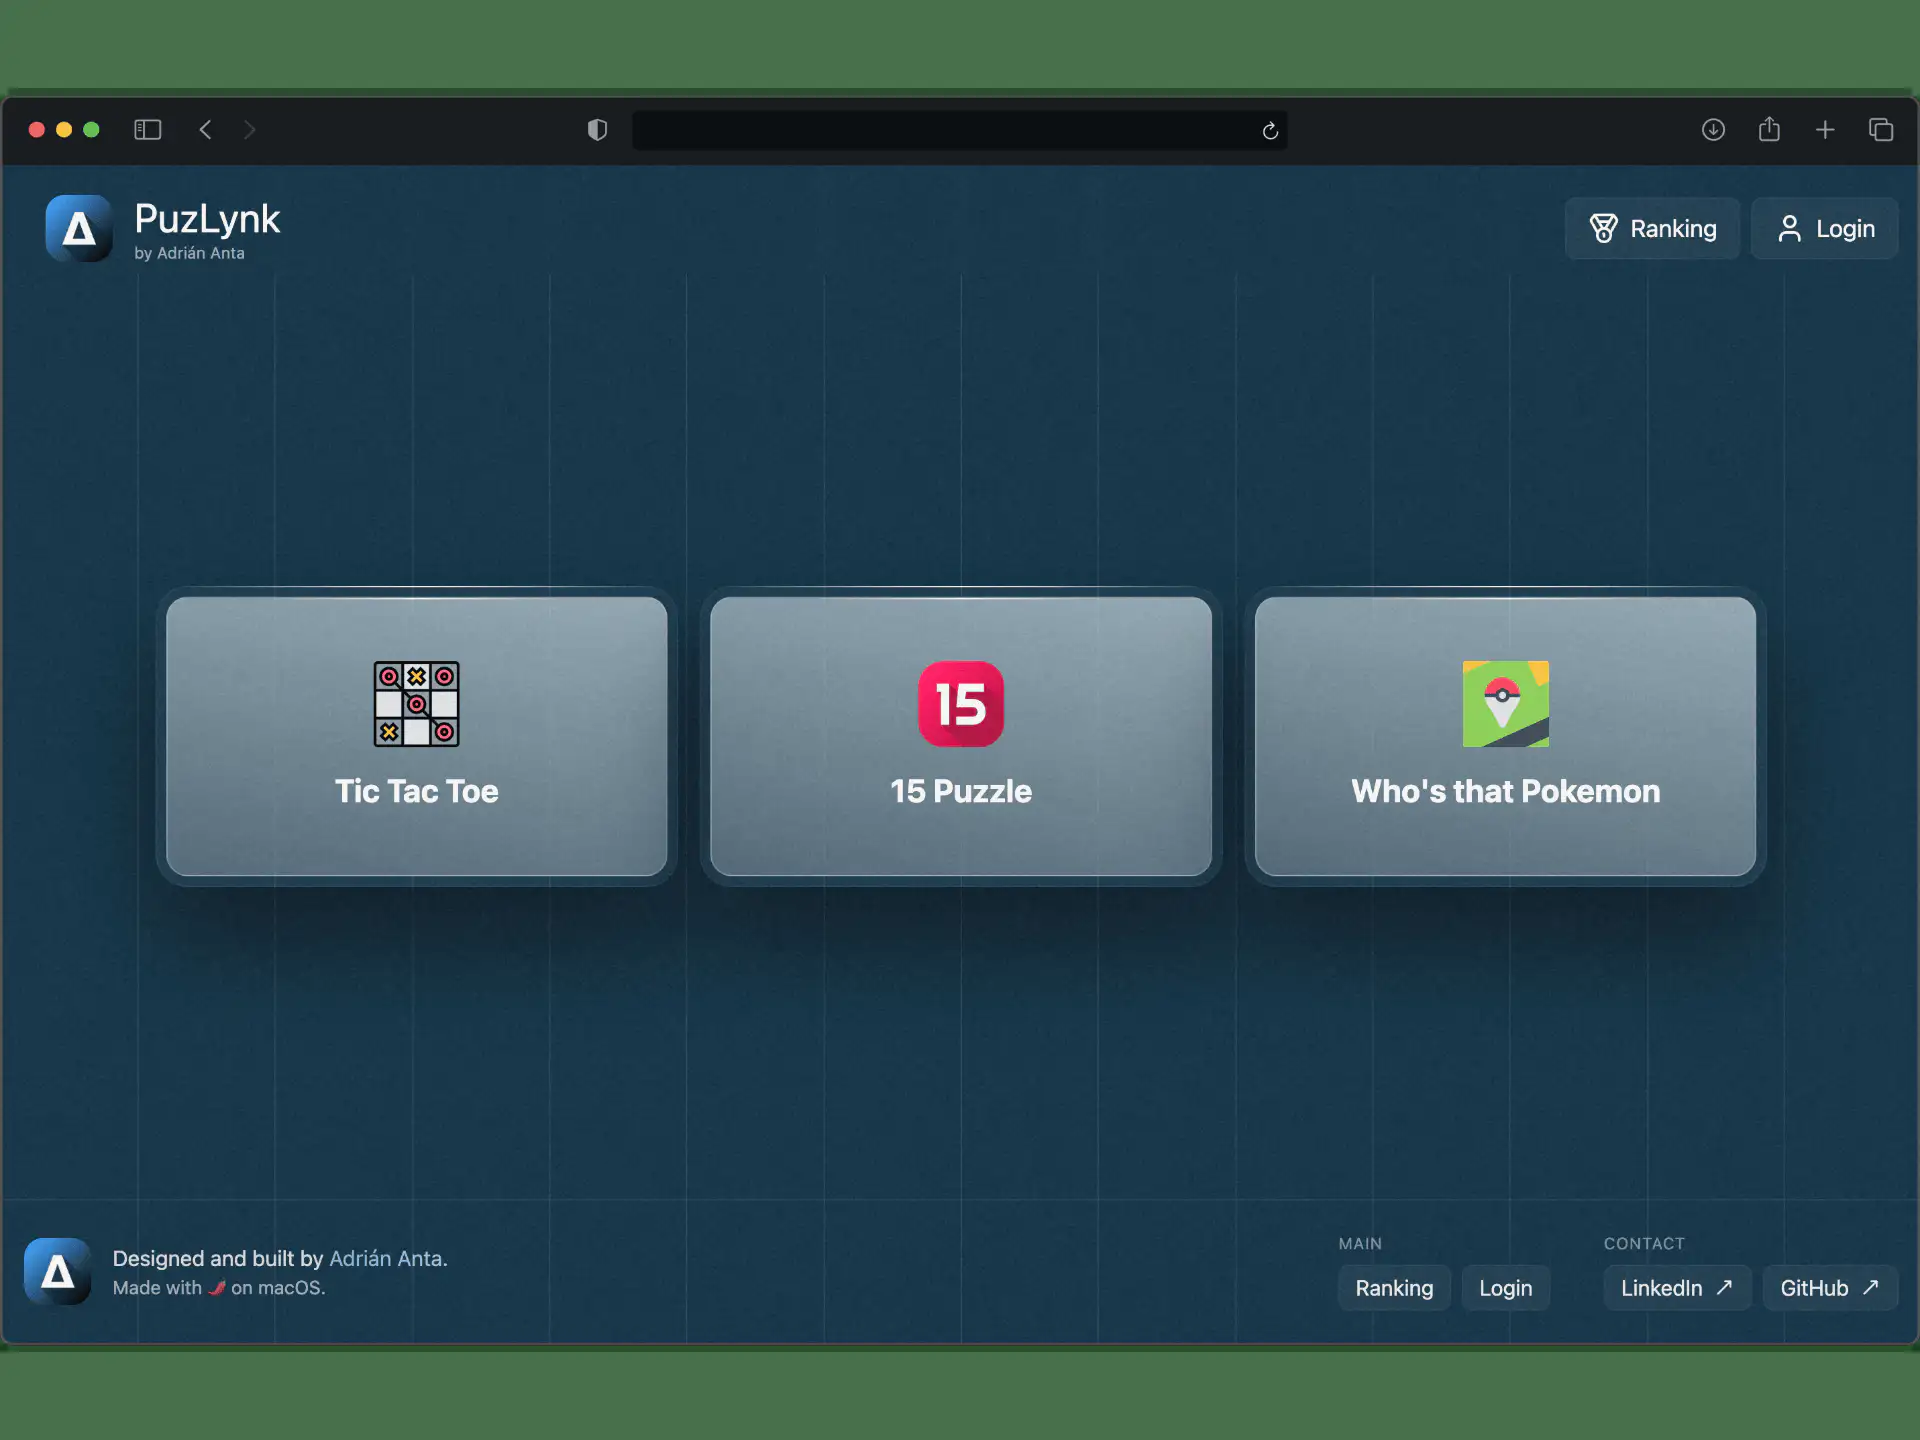 PuzLynk
by Adrián Anta
Ranking
Login
15
Tic Tac Toe
15 Puzzle
Who's that Pokemon
Designed and built by Adrián Anta.
Made with 🌶️ on macOS.
MAIN
Ranking
Login
CONTACT
LinkedIn ↗
GitHub ↗